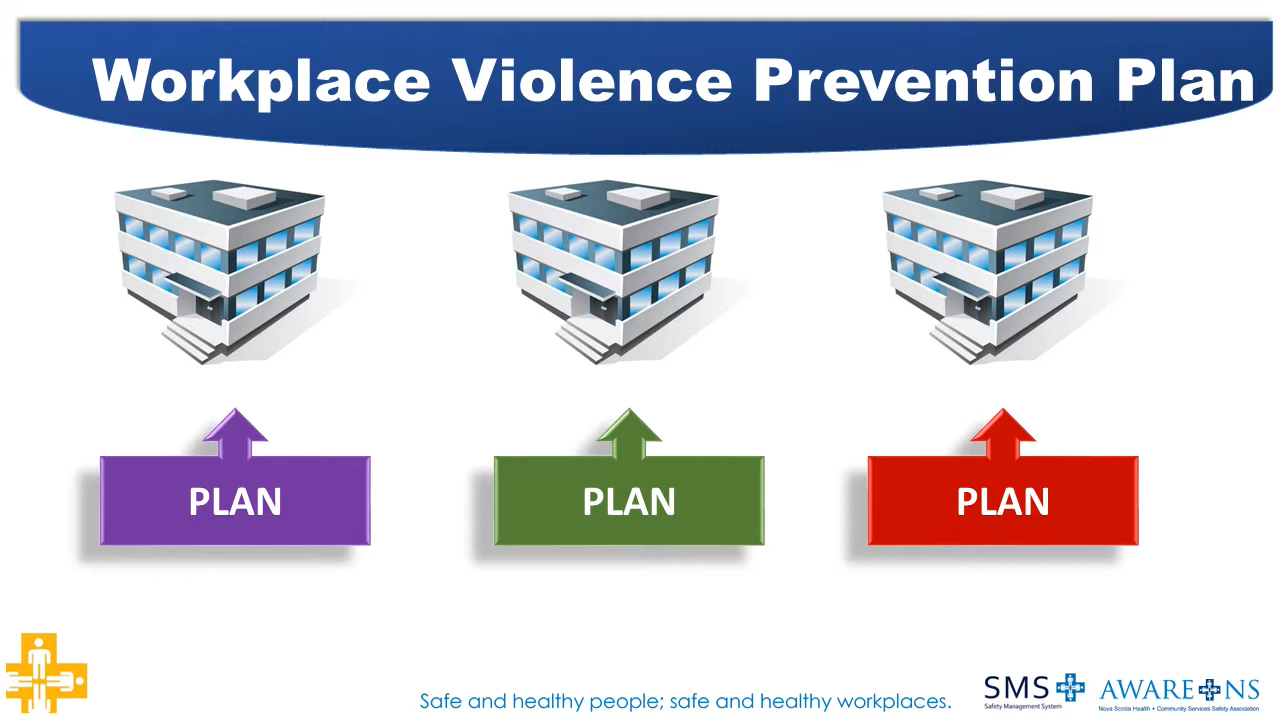 Workplace Violence Prevention Plan
PLAN
PLAN
PLAN
Safe and healthy people; safe and healthy workplaces.
SMS
Safety Management System
AWARE NS
Nova Scotia Health + Community Services Safety Association